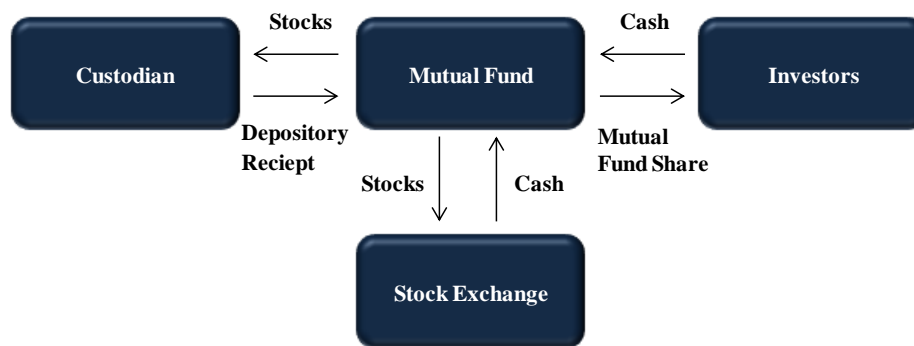 Stocks
Cash
Custodian
Mutual Fund
Investors
Depository
Reciept
Mutual
Fund Share
Stocks
Cash
Stock Exchange